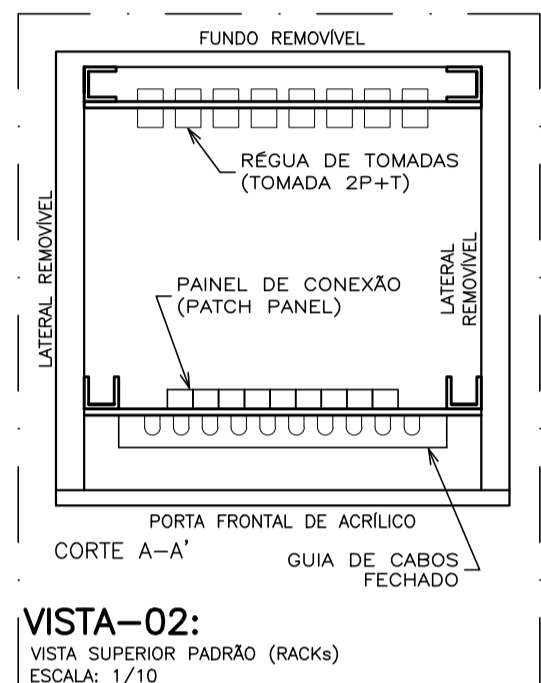 FUNDO REMOVÍVEL
RÉGUA DE TOMADAS
(TOMADA 2P+T)
LATERAL REMOVÍVEL
LATERAL
REMOVÍVEL
PAINEL DE CONEXÃO
(PATCH PANEL)
PORTA FRONTAL DE ACRÍLICO
CORTE A-A'
GUIA DE CABOS
FECHADO
VISTA-02:
VISTA SUPERIOR PADRÃO (RACKs)
ESCALA: 1/10